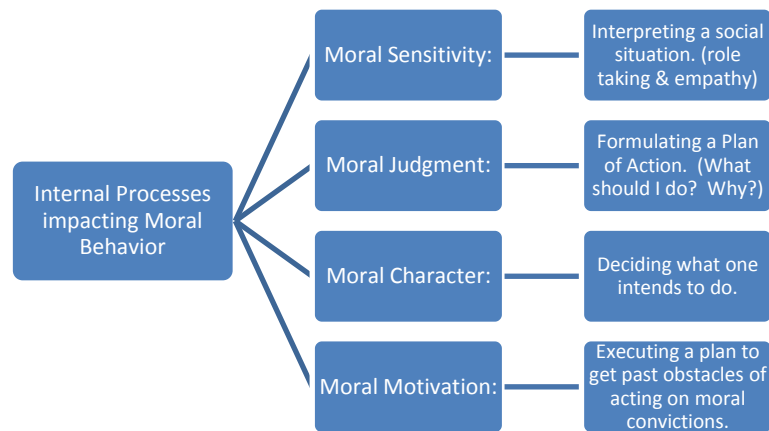 Internal Processes
impacting Moral
Behavior
Moral Sensitivity:
Interpreting a social
situation. (role
taking & empathy)
Moral Judgment:
Formulating a Plan
of Action.  (What
should I do?  Why?)
Moral Character:
Deciding what one
intends to do.
Moral Motivation:
Executing a plan to
get past obstacles of
acting on moral
convictions.